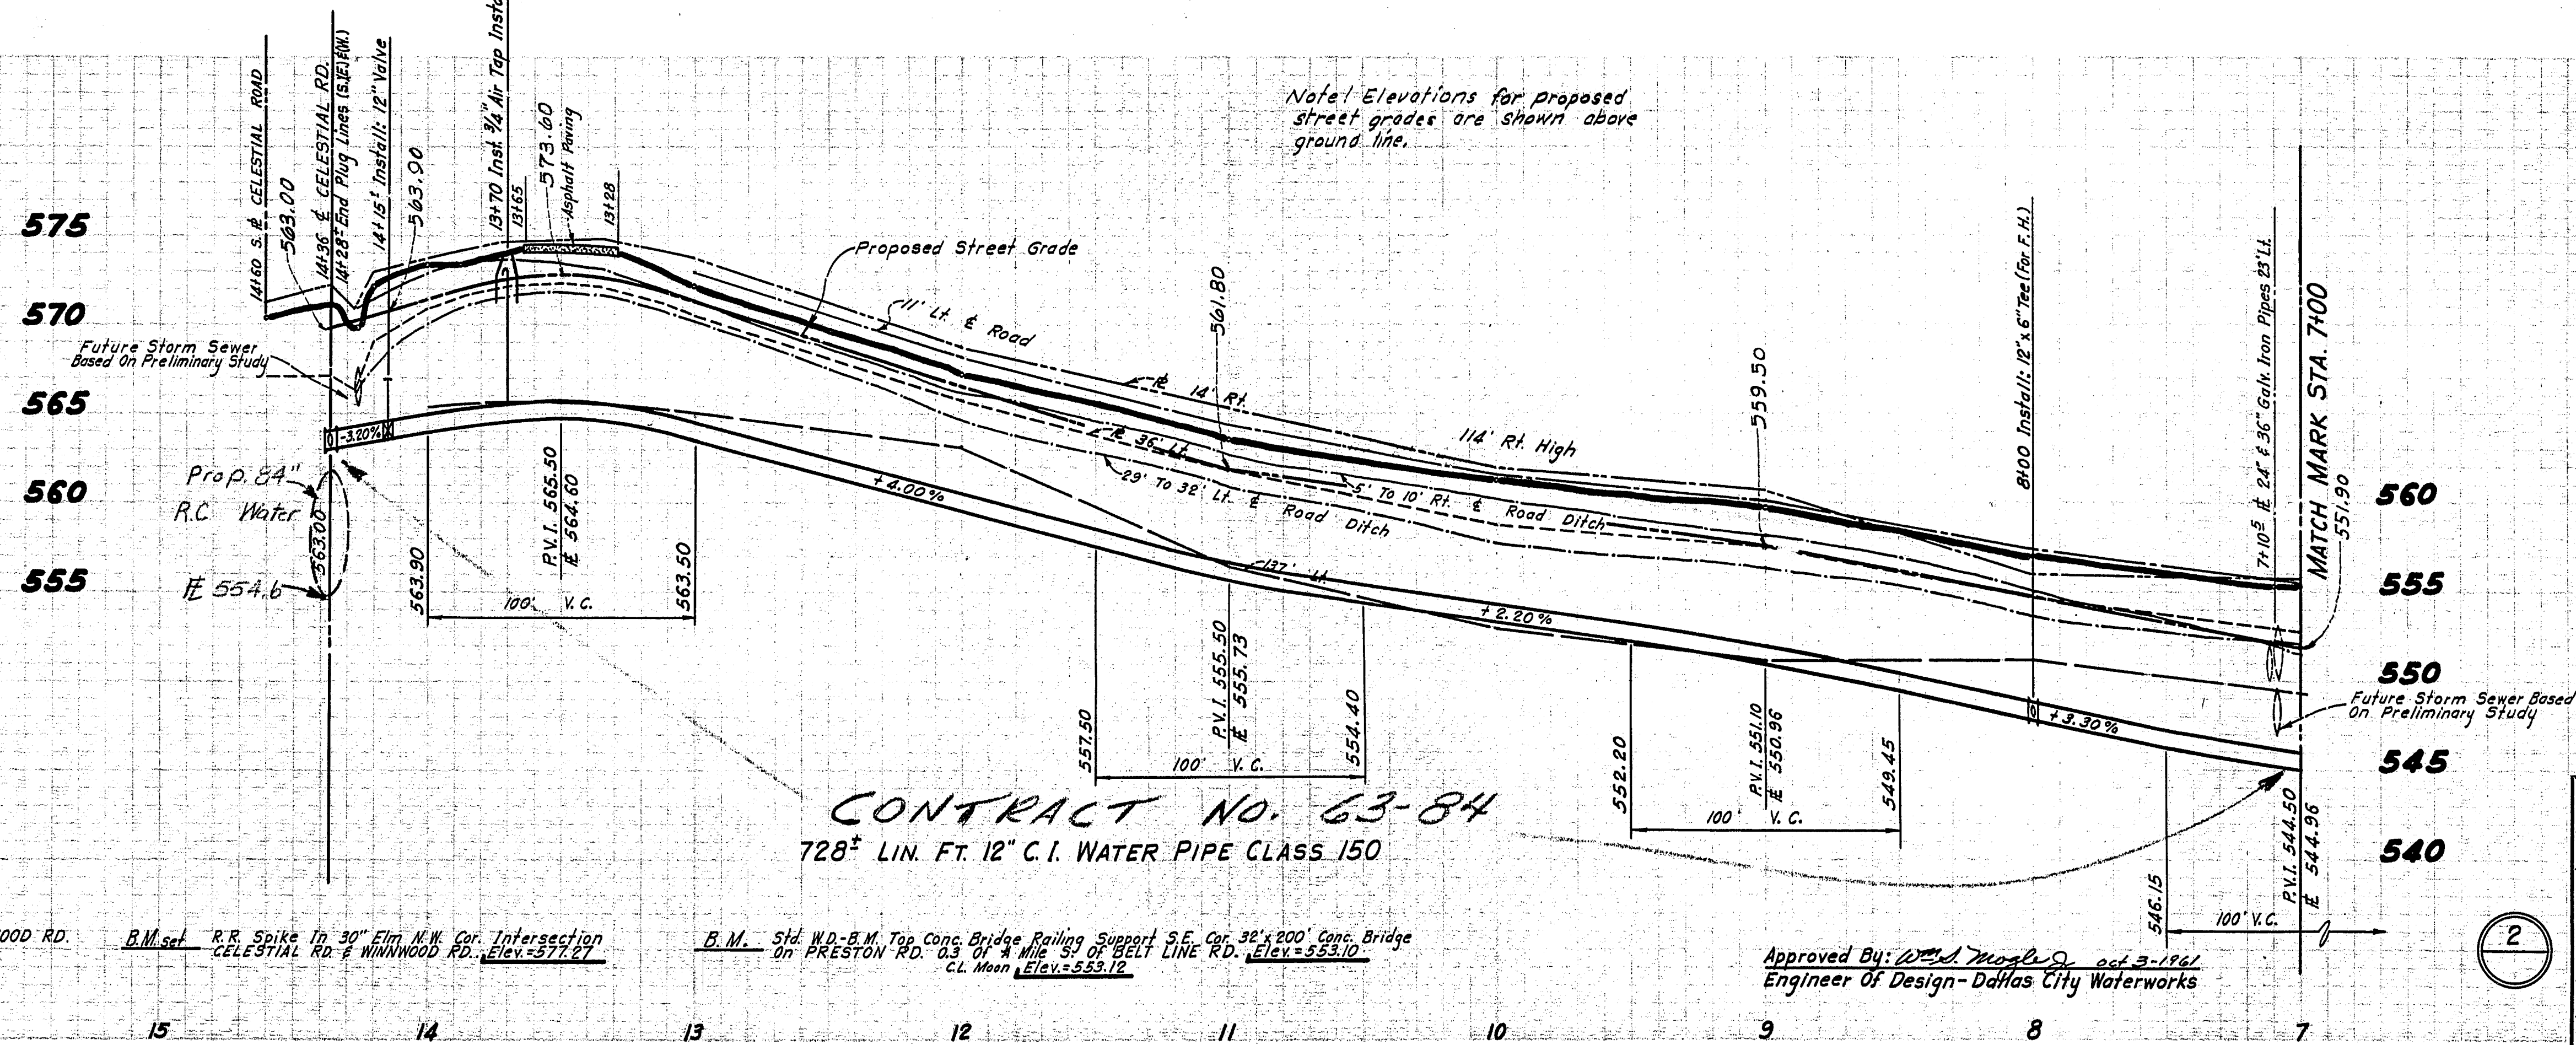 Note! Elevations for proposed
street grades are shown above
ground line.
14+60 S. ⅊ CELESTIAL ROAD
563.00
14+36 ℄ CELESTIAL RD.
14+28± End Plug Lines (S.)(E.)&(W.)
14+15± Install: 12" Valve
563.90
13+70 Inst. 3/4" Air Tap
13+65
573.60
Asphalt Paving
13+28
575
570
565
560
555
Proposed Street Grade
11' Lt. ℄ Road
561.80
⅊ 14' Rt.
114' Rt. High
559.50
8+00 Install: 12" x 6" Tee (For F.H.)
7+10⁵ ⅊ 24" & 36" Galv. Iron Pipes 23' Lt.
MATCH MARK STA. 7+00
551.90
560
555
550
545
540
Future Storm Sewer
Based On Preliminary Study
-3.20%
Prop. 84"
R.C. Water
563.00
⅊ 554.6
563.90
P.V.I. 565.50
⅊ 564.60
563.50
100' V.C.
+4.00%
⅊ 36' Lt.
29' To 32' Lt. ℄ Road Ditch
5' To 10' Rt. ℄ Road Ditch
137' Lt.
+2.20%
557.50
P.V.I. 555.50
⅊ 555.73
554.40
100' V.C.
552.20
P.V.I. 551.10
⅊ 550.96
549.45
100' V.C.
+3.30%
Future Storm Sewer Based
On Preliminary Study
546.15
P.V.I. 544.50
⅊ 544.96
100' V.C.
CONTRACT NO. 63-84
728± LIN. FT. 12" C.I. WATER PIPE CLASS 150
OOD RD.
B.M. set R.R. Spike In 30" Elm N.W. Cor. Intersection
CELESTIAL RD. & WINNWOOD RD. Elev.=577.27
B.M. Std. W.D.-B.M. Top Conc. Bridge Railing Support S.E. Cor. 32' x 200' Conc. Bridge
On PRESTON RD. 0.3 Of A Mile S. Of BELT LINE RD. Elev.=553.10
C.L. Moon Elev.=553.12
Approved By: Wm. S. Mogle Jr. oct 3-1961
Engineer Of Design-Dallas City Waterworks
2
15 14 13 12 11 10 9 8 7